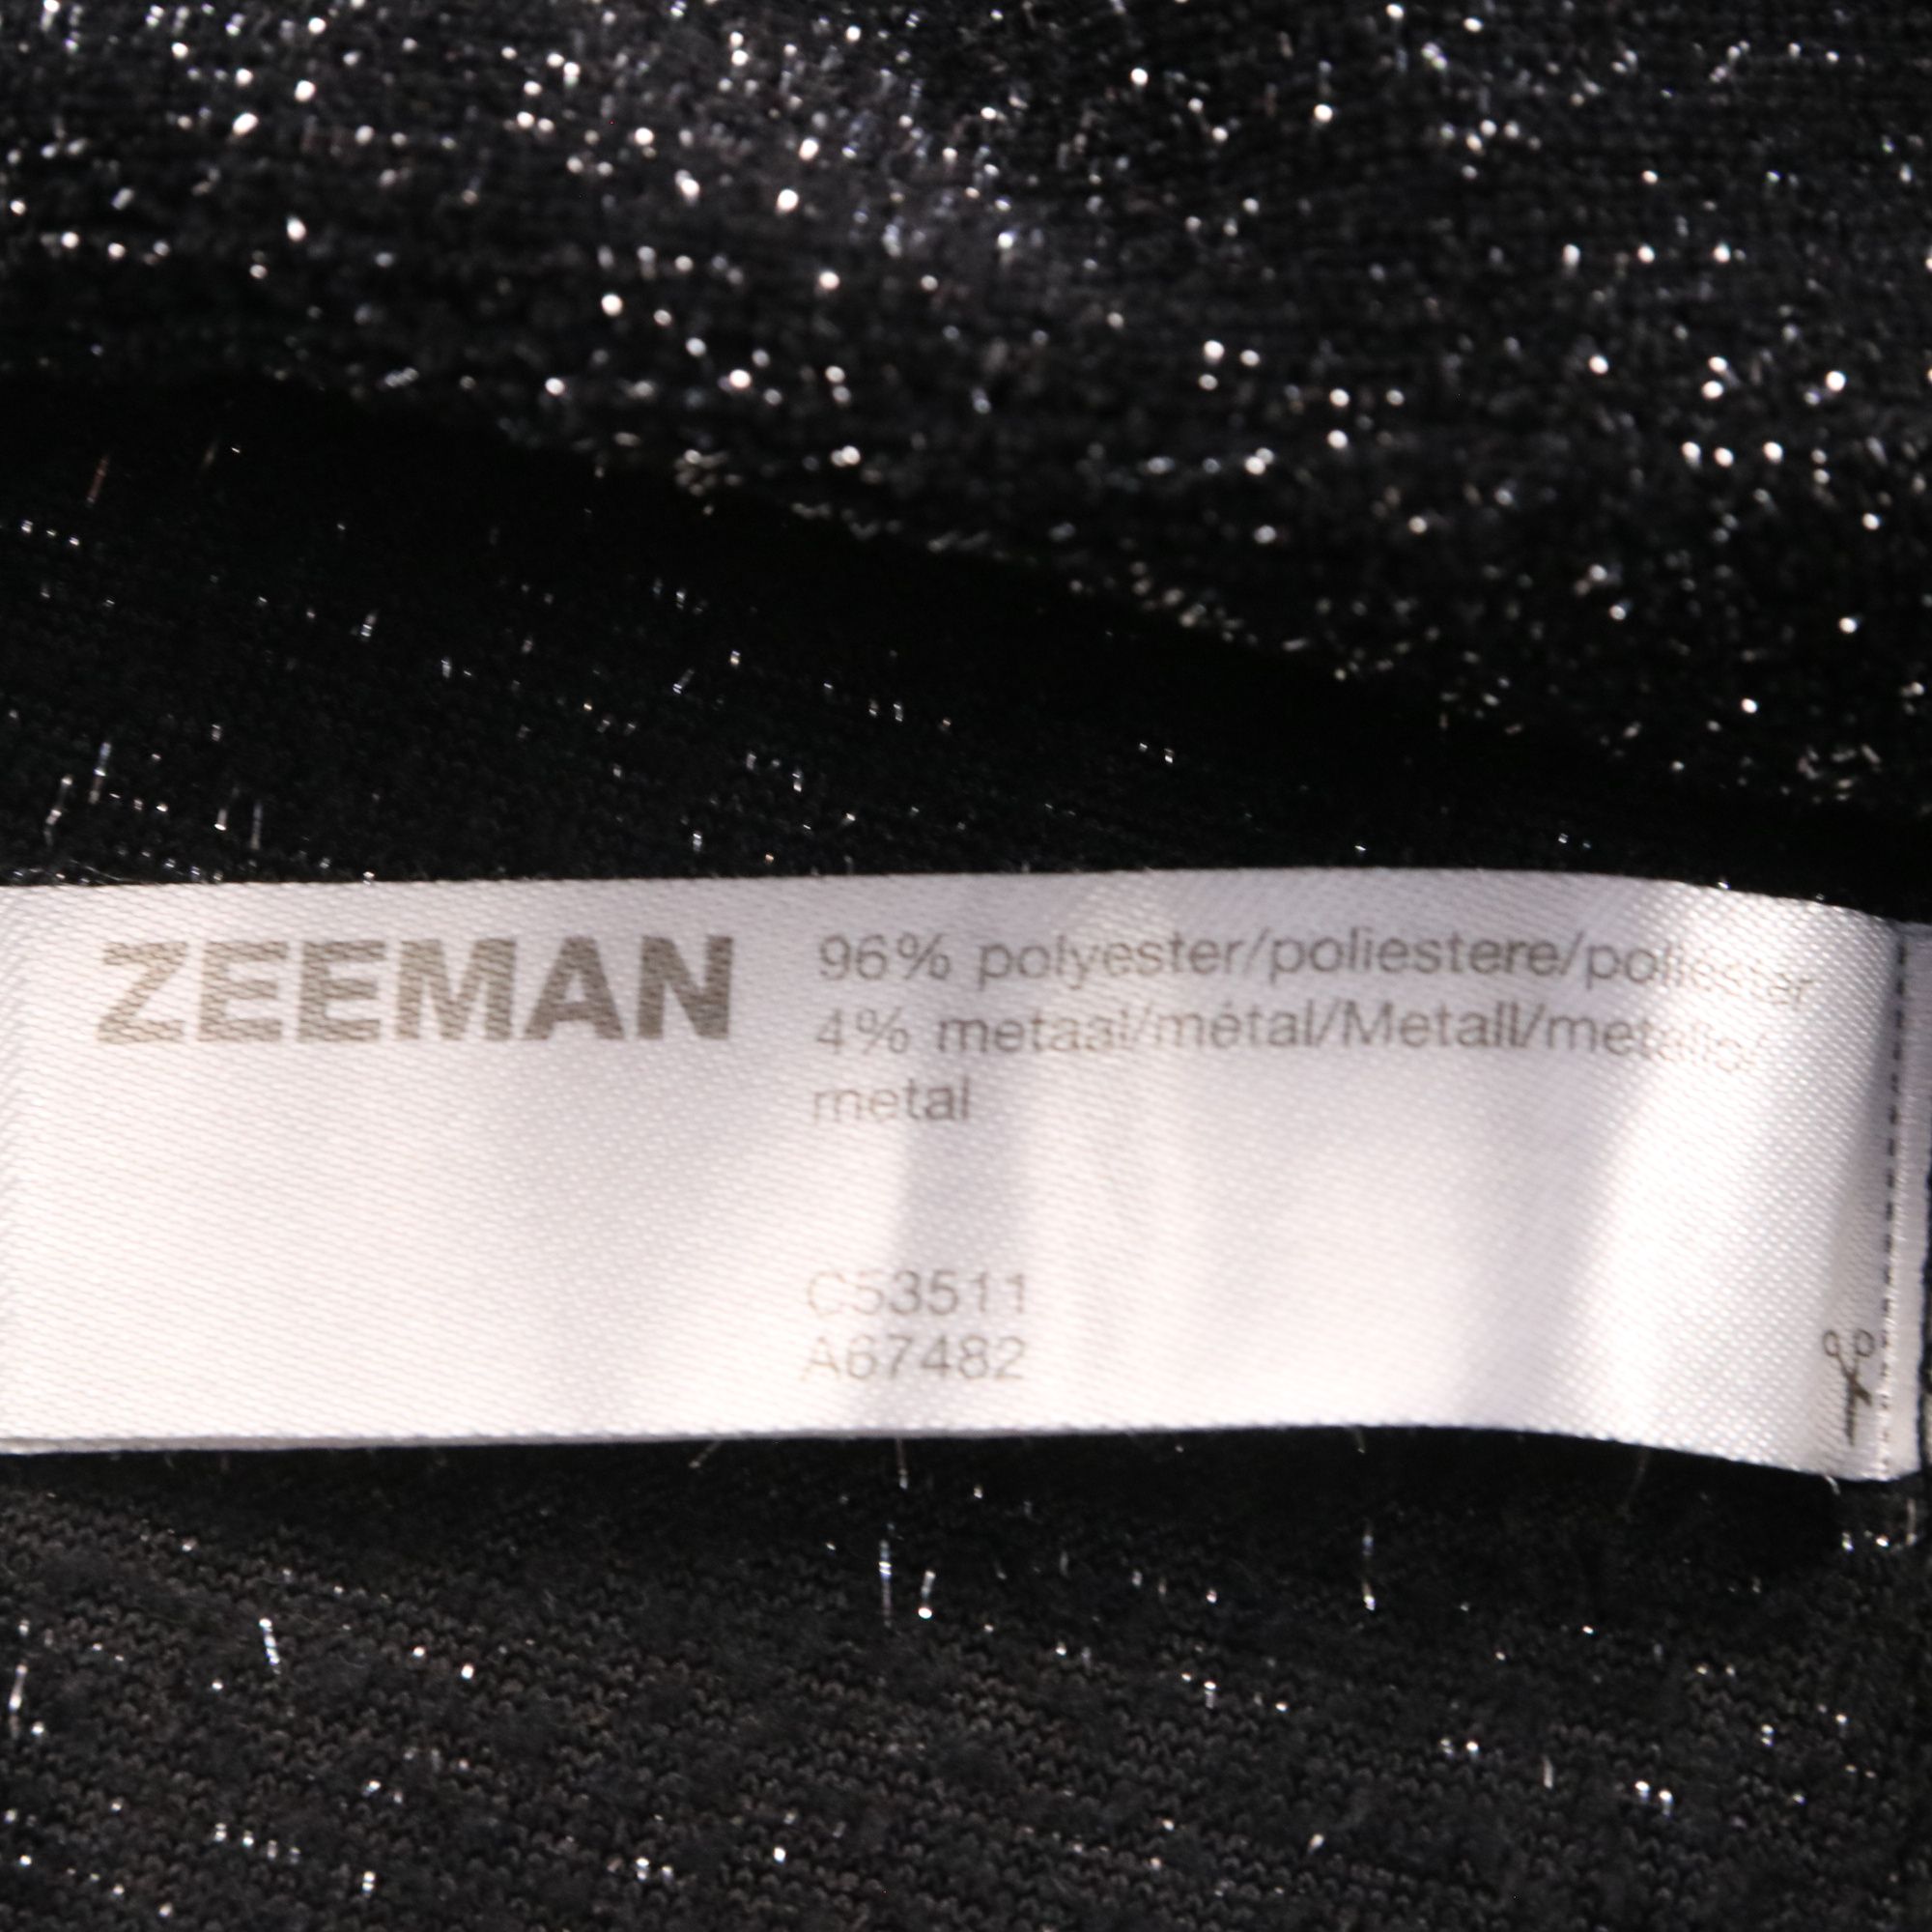 ZEEMAN
96% polyester/poliestere/poliester
4% metaal/métal/Metall/metallo/
metal
C53511
A67482